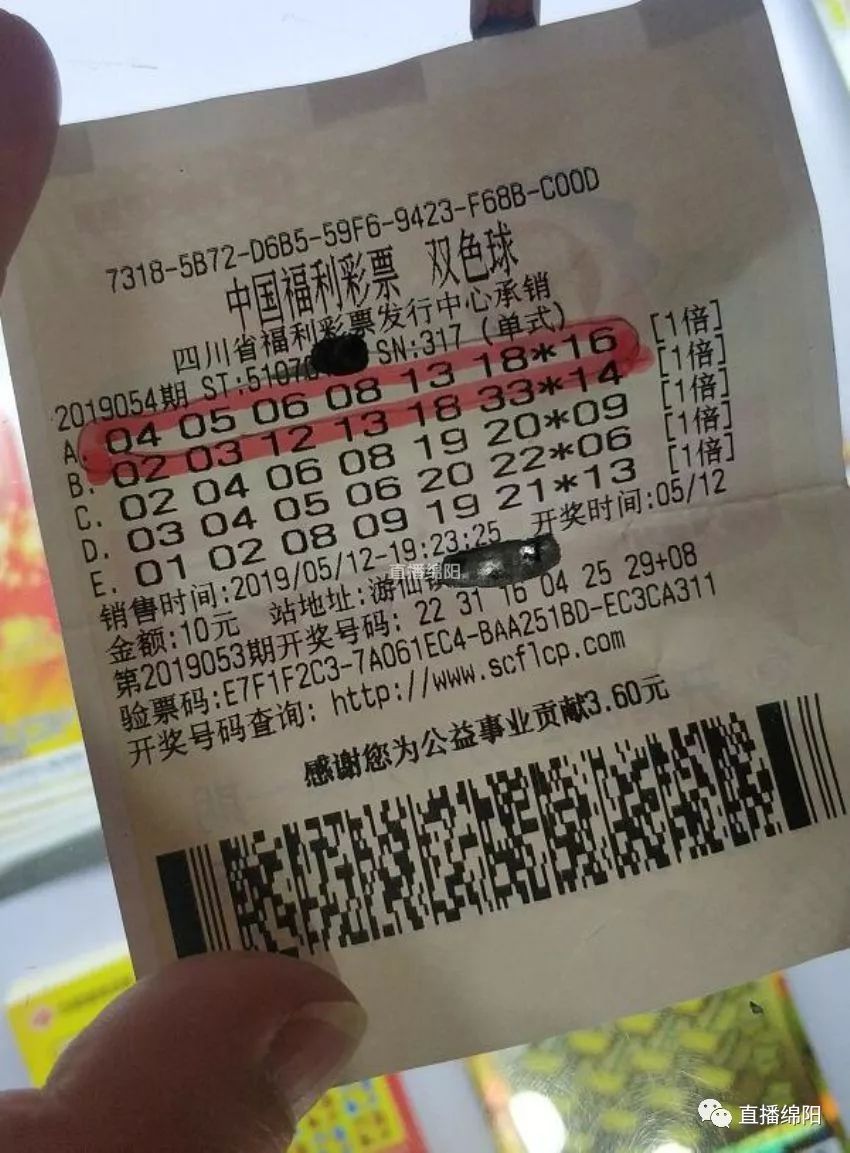 7318-5B72-D6B5-59F6-9423-F68B-C00D
中国福利彩票 双色球
四川省福利彩票发行中心承销
2019054期 ST:51070 SN:317 (单式)
A. 04 05 06 08 13 18*16 [1倍]
B. 02 03 12 13 18 33*14 [1倍]
C. 02 04 06 08 19 20*09 [1倍]
D. 03 04 05 06 20 22*06 [1倍]
E. 01 02 08 09 19 21*13 [1倍]
销售时间:2019/05/12-19:23:25 开奖时间:05/12
金额:10元 站地址:游仙
第2019053期开奖号码: 22 31 16 04 25 29+08
验票码:E7F1F2C3-7A061EC4-BAA251BD-EC3CA311
开奖号码查询: http://www.scflcp.com
感谢您为公益事业贡献3.60元
直播绵阳
直播绵阳